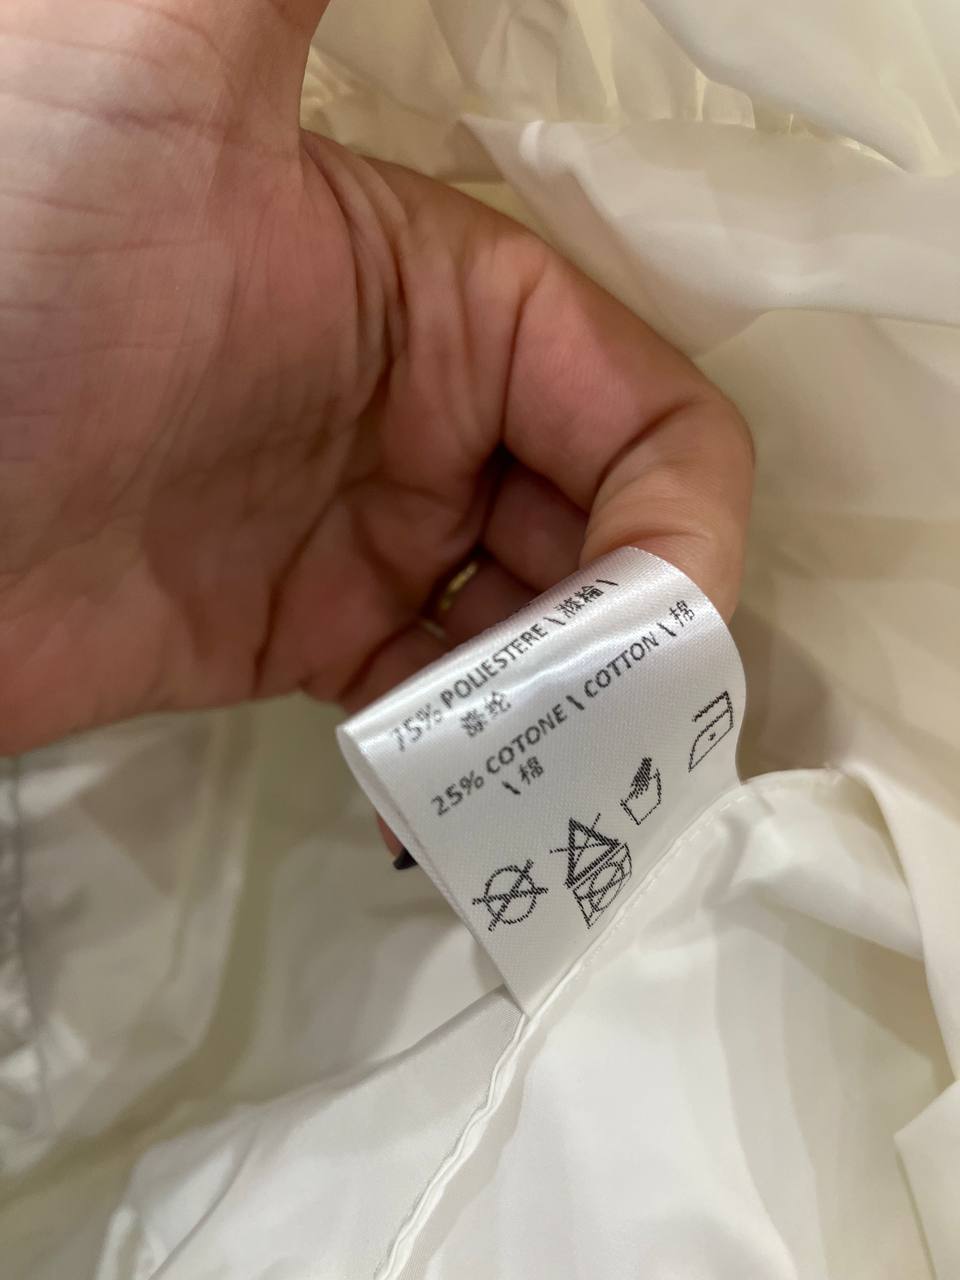 75% POLIESTERE \ 滌綸 \
涤纶
25% COTONE \ COTTON \ 棉
\ 棉